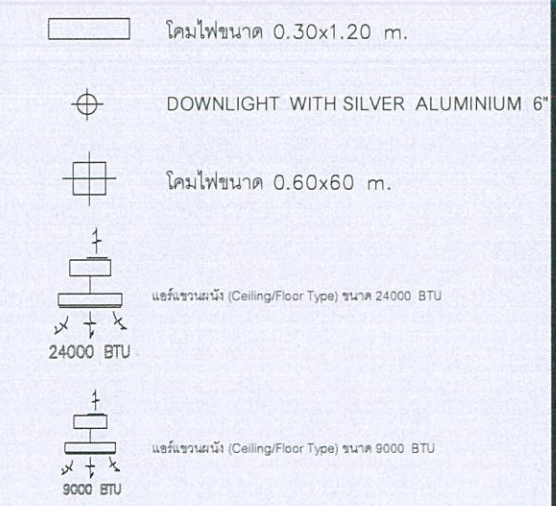 โคมไฟขนาด 0.30x1.20 m.
DOWNLIGHT WITH SILVER ALUMINIUM 6"
โคมไฟขนาด 0.60x60 m.
แอร์แขวนผนัง (Ceiling/Floor Type) ขนาด 24000 BTU
24000 BTU
แอร์แขวนผนัง (Ceiling/Floor Type) ขนาด 9000 BTU
9000 BTU